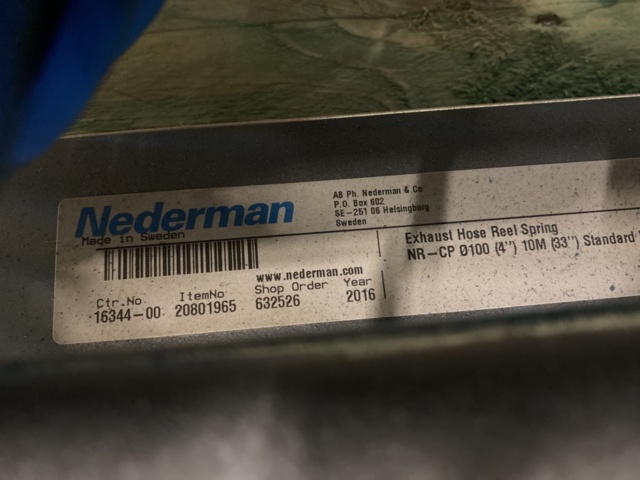 Nederman
Made in Sweden
AB Ph. Nederman & Co
P.O. Box 602
SE-251 06 Helsingborg
Sweden
www.nederman.com
Ctr.No ItemNo Shop Order Year
16344-00 20801965 632526 2016
Exhaust Hose Reel Spring
NR-CP Ø100 (4'') 10M (33'') Standard